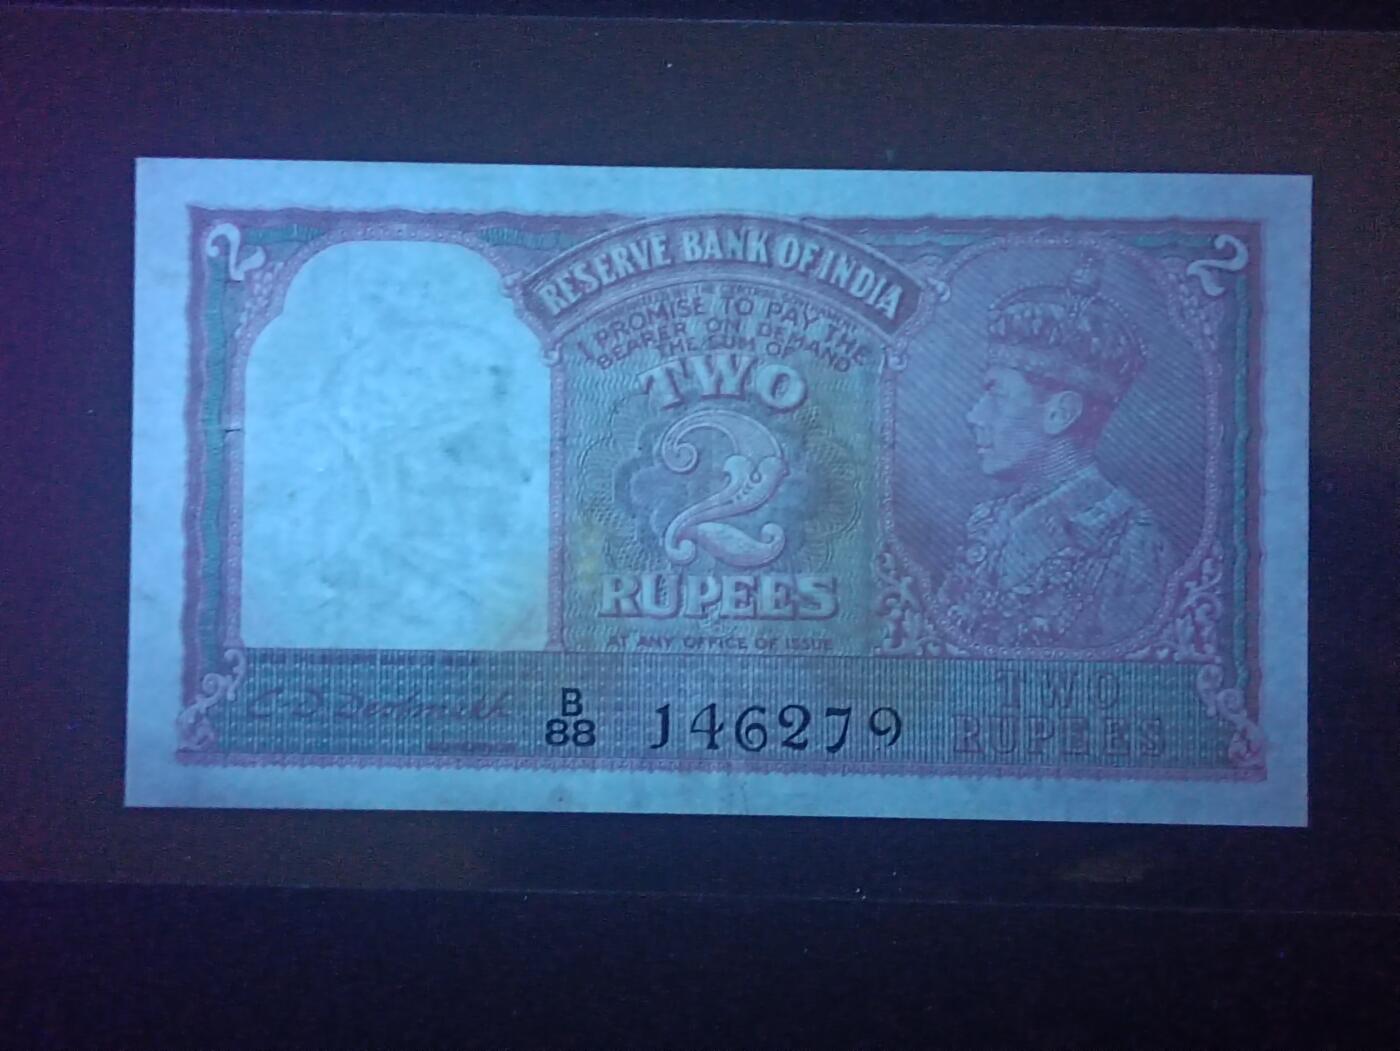 2 2
RESERVE BANK OF INDIA
I PROMISE TO PAY THE
BEARER ON DEMAND
THE SUM OF
TWO
2
RUPEES
AT ANY OFFICE OF ISSUE
C D Deshmukh
B
88
146279
TWO
RUPEES